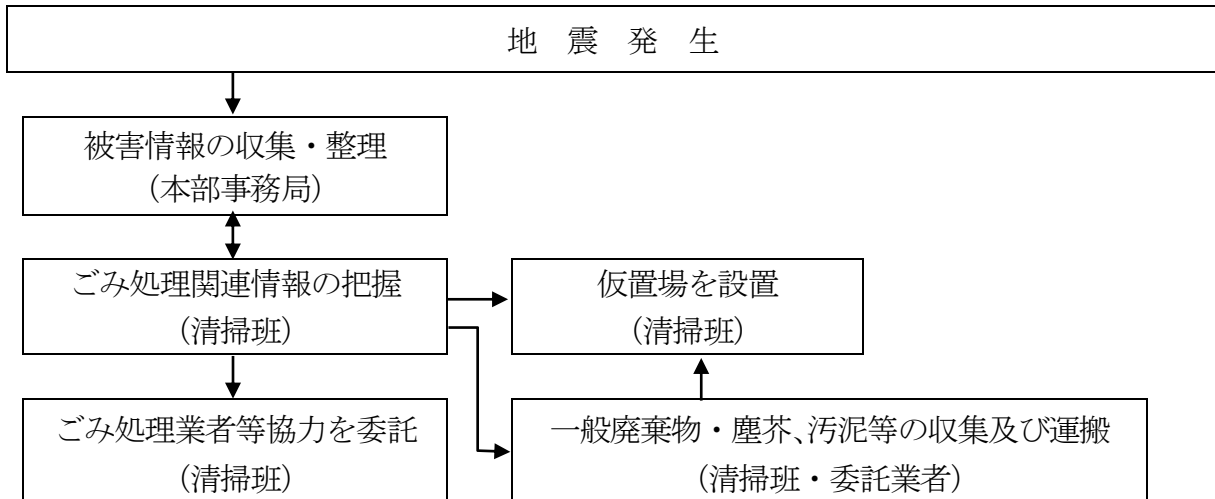 地　震　発　生
被害情報の収集・整理
（本部事務局）
ごみ処理関連情報の把握
（清掃班）
仮置場を設置
（清掃班）
ごみ処理業者等協力を委託
（清掃班）
一般廃棄物・塵芥、汚泥等の収集及び運搬
（清掃班・委託業者）